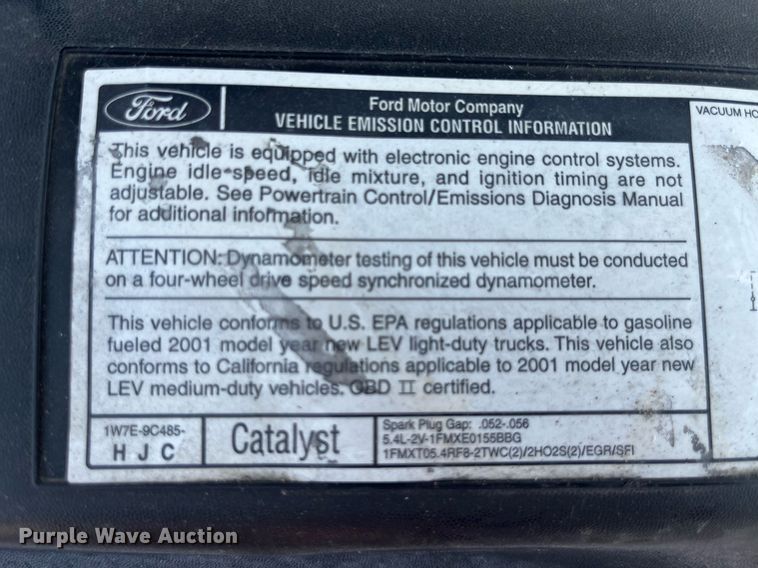 Ford
Ford Motor Company
VEHICLE EMISSION CONTROL INFORMATION
VACUUM HO
This vehicle is equipped with electronic engine control systems.
Engine idle speed, idle mixture, and ignition timing are not
adjustable. See Powertrain Control/Emissions Diagnosis Manual
for additional information.
ATTENTION: Dynamometer testing of this vehicle must be conducted
on a four-wheel drive speed synchronized dynamometer.
This vehicle conforms to U.S. EPA regulations applicable to gasoline
fueled 2001 model year new LEV light-duty trucks. This vehicle also
conforms to California regulations applicable to 2001 model year new
LEV medium-duty vehicles. OBD II certified.
1W7E-9C485-
H J C
Catalyst
Spark Plug Gap: .052-.056
5.4L-2V-1FMXE0155BBG
1FMXT05.4RF8-2TWC(2)/2HO2S(2)/EGR/SFI
Purple Wave Auction